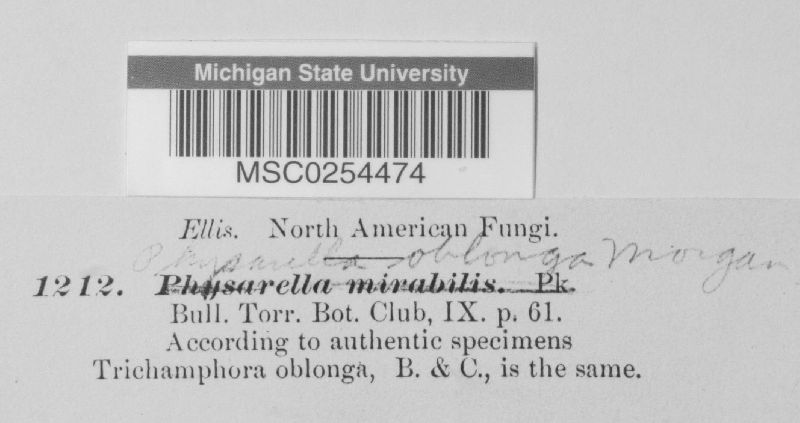 Michigan State University
MSC0254474
Ellis. North American Fungi.
Physarella oblonga Morgan
1212. Physarella mirabilis. Pk.
Bull. Torr. Bot. Club, IX. p. 61.
According to authentic specimens
Trichamphora oblonga, B. & C., is the same.